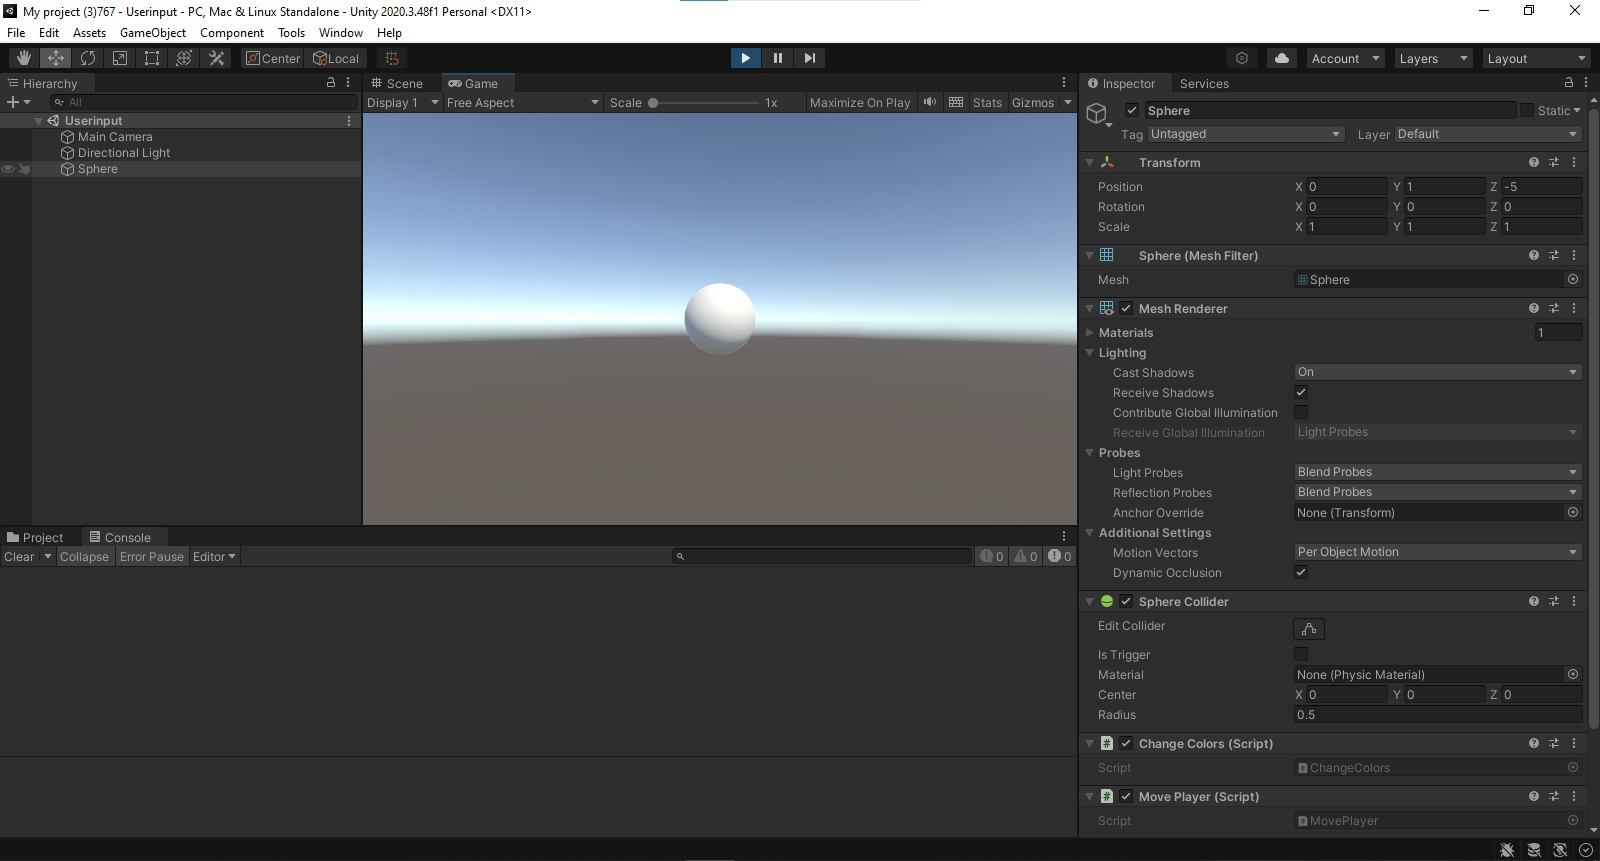 My project (3)767 - Userinput - PC, Mac & Linux Standalone - Unity 2020.3.48f1 Personal <DX11>
File Edit Assets GameObject Component Tools Window Help
Center Local Account Layers Layout
Hierarchy
All
Userinput
Main Camera
Directional Light
Sphere
Scene Game
Display 1 Free Aspect Scale 1x Maximize On Play Stats Gizmos
Project Console
Clear Collapse Error Pause Editor 0 0 0
Inspector Services
Sphere Static
Tag Untagged Layer Default
Transform
Position X 0 Y 1 Z -5
Rotation X 0 Y 0 Z 0
Scale X 1 Y 1 Z 1
Sphere (Mesh Filter)
Mesh Sphere
Mesh Renderer
Materials 1
Lighting
Cast Shadows On
Receive Shadows
Contribute Global Illumination
Receive Global Illumination Light Probes
Probes
Light Probes Blend Probes
Reflection Probes Blend Probes
Anchor Override None (Transform)
Additional Settings
Motion Vectors Per Object Motion
Dynamic Occlusion
Sphere Collider
Edit Collider
Is Trigger
Material None (Physic Material)
Center X 0 Y 0 Z 0
Radius 0.5
# Change Colors (Script)
Script ChangeColors
# Move Player (Script)
Script MovePlayer